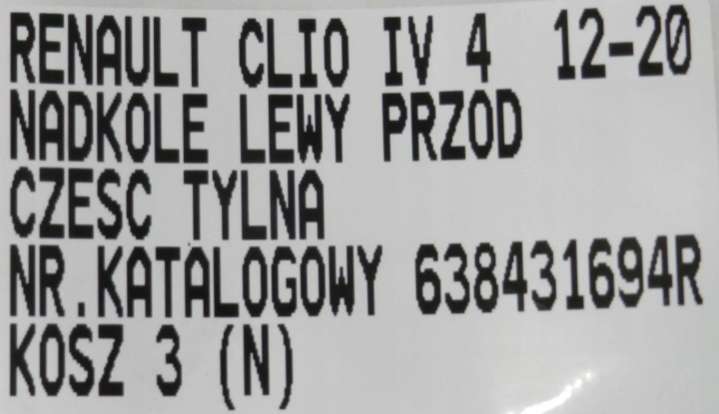 RENAULT CLIO IV 4 12-20
NADKOLE LEWY PRZOD
CZESC TYLNA
NR.KATALOGOWY 638431694R
KOSZ 3 (N)